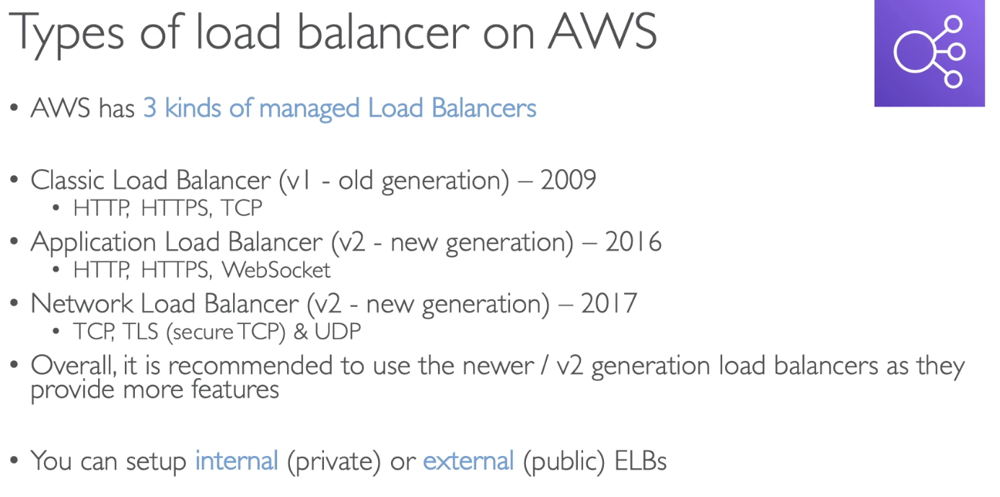 Types of load balancer on AWS
• AWS has 3 kinds of managed Load Balancers
• Classic Load Balancer (v1 - old generation) – 2009
• HTTP, HTTPS, TCP
• Application Load Balancer (v2 - new generation) – 2016
• HTTP, HTTPS, WebSocket
• Network Load Balancer (v2 - new generation) – 2017
• TCP, TLS (secure TCP) & UDP
• Overall, it is recommended to use the newer / v2 generation load balancers as they
provide more features
• You can setup internal (private) or external (public) ELBs